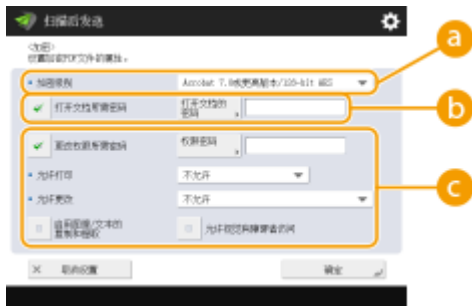 扫描后发送
<加密>
设置加密PDF文件的属性。
加密级别
Acrobat 7.0或更高版本/128-bit AES
打开文档所需密码
打开文档的
密码
更改权限所需密码
权限密码
允许打印
不允许
允许更改
不允许
启用图像/文本的
复制和提取
允许视觉有障碍者访问
取消设置
确定
a
b
c